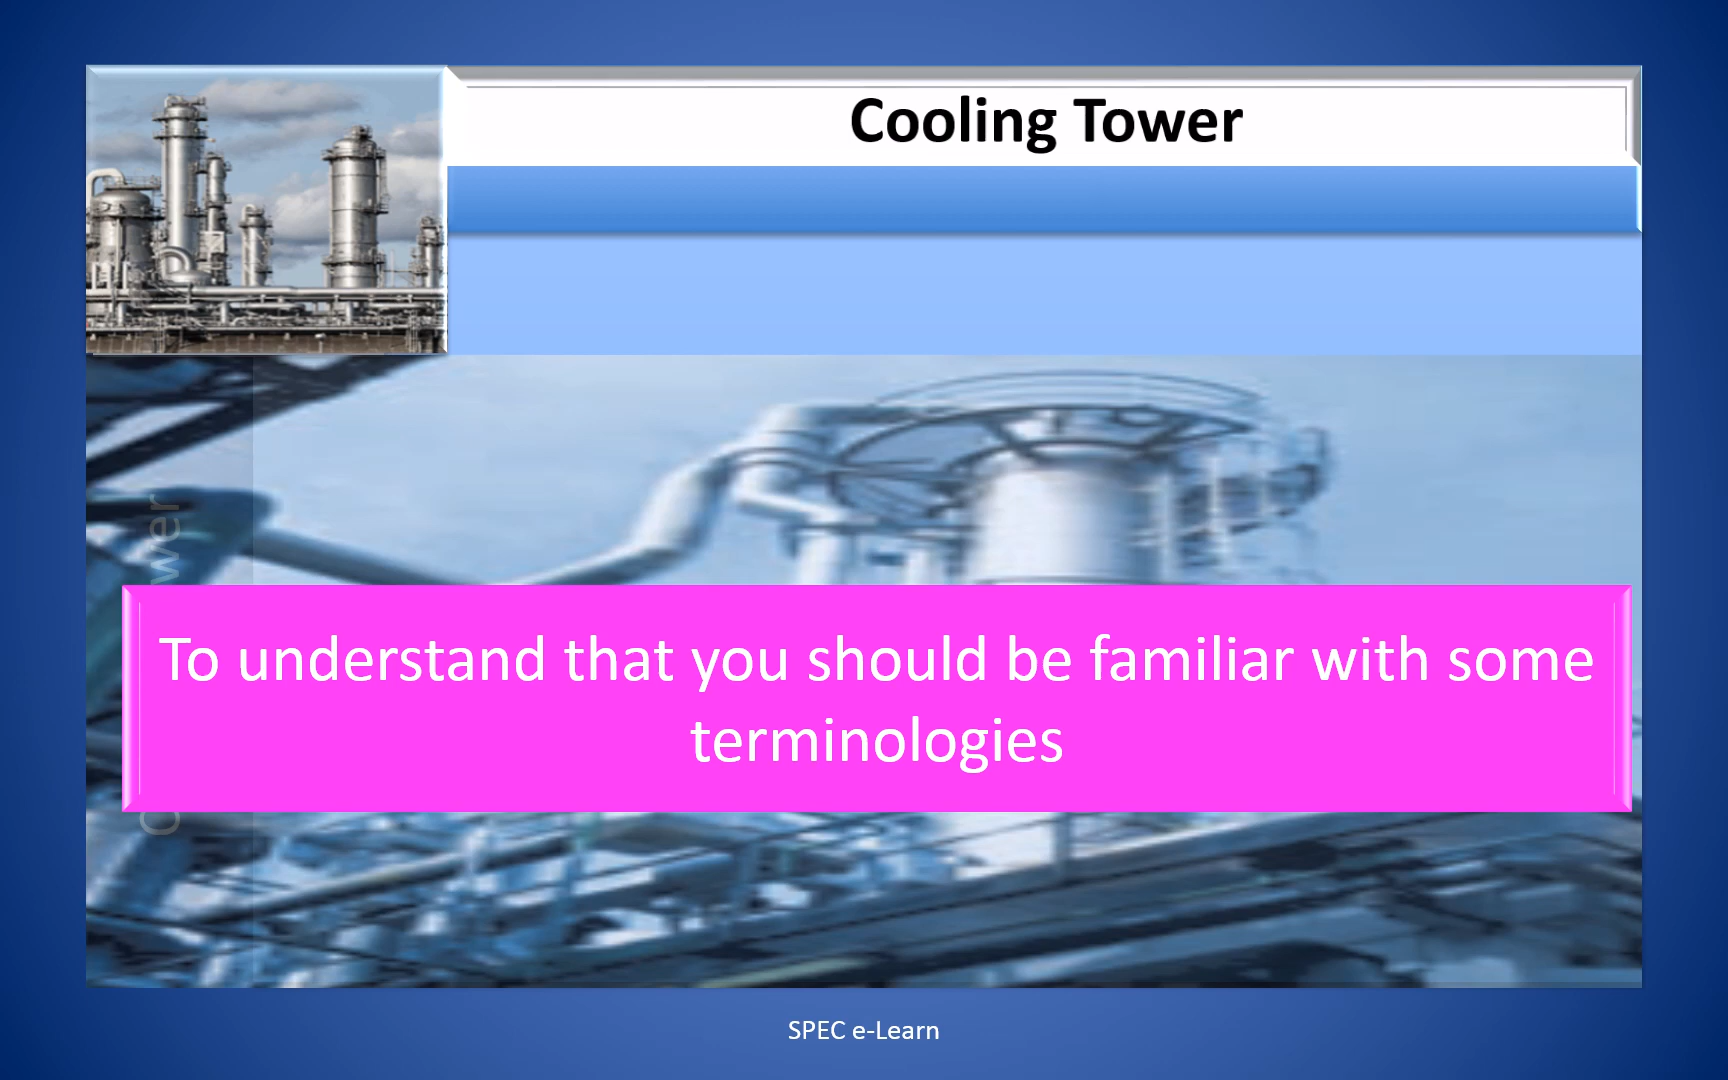 Cooling Tower
To understand that you should be familiar with some
terminologies
SPEC e-Learn